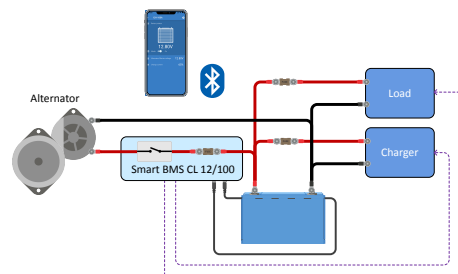 13.80V
Alternator
Load
Charger
Smart BMS CL 12/100